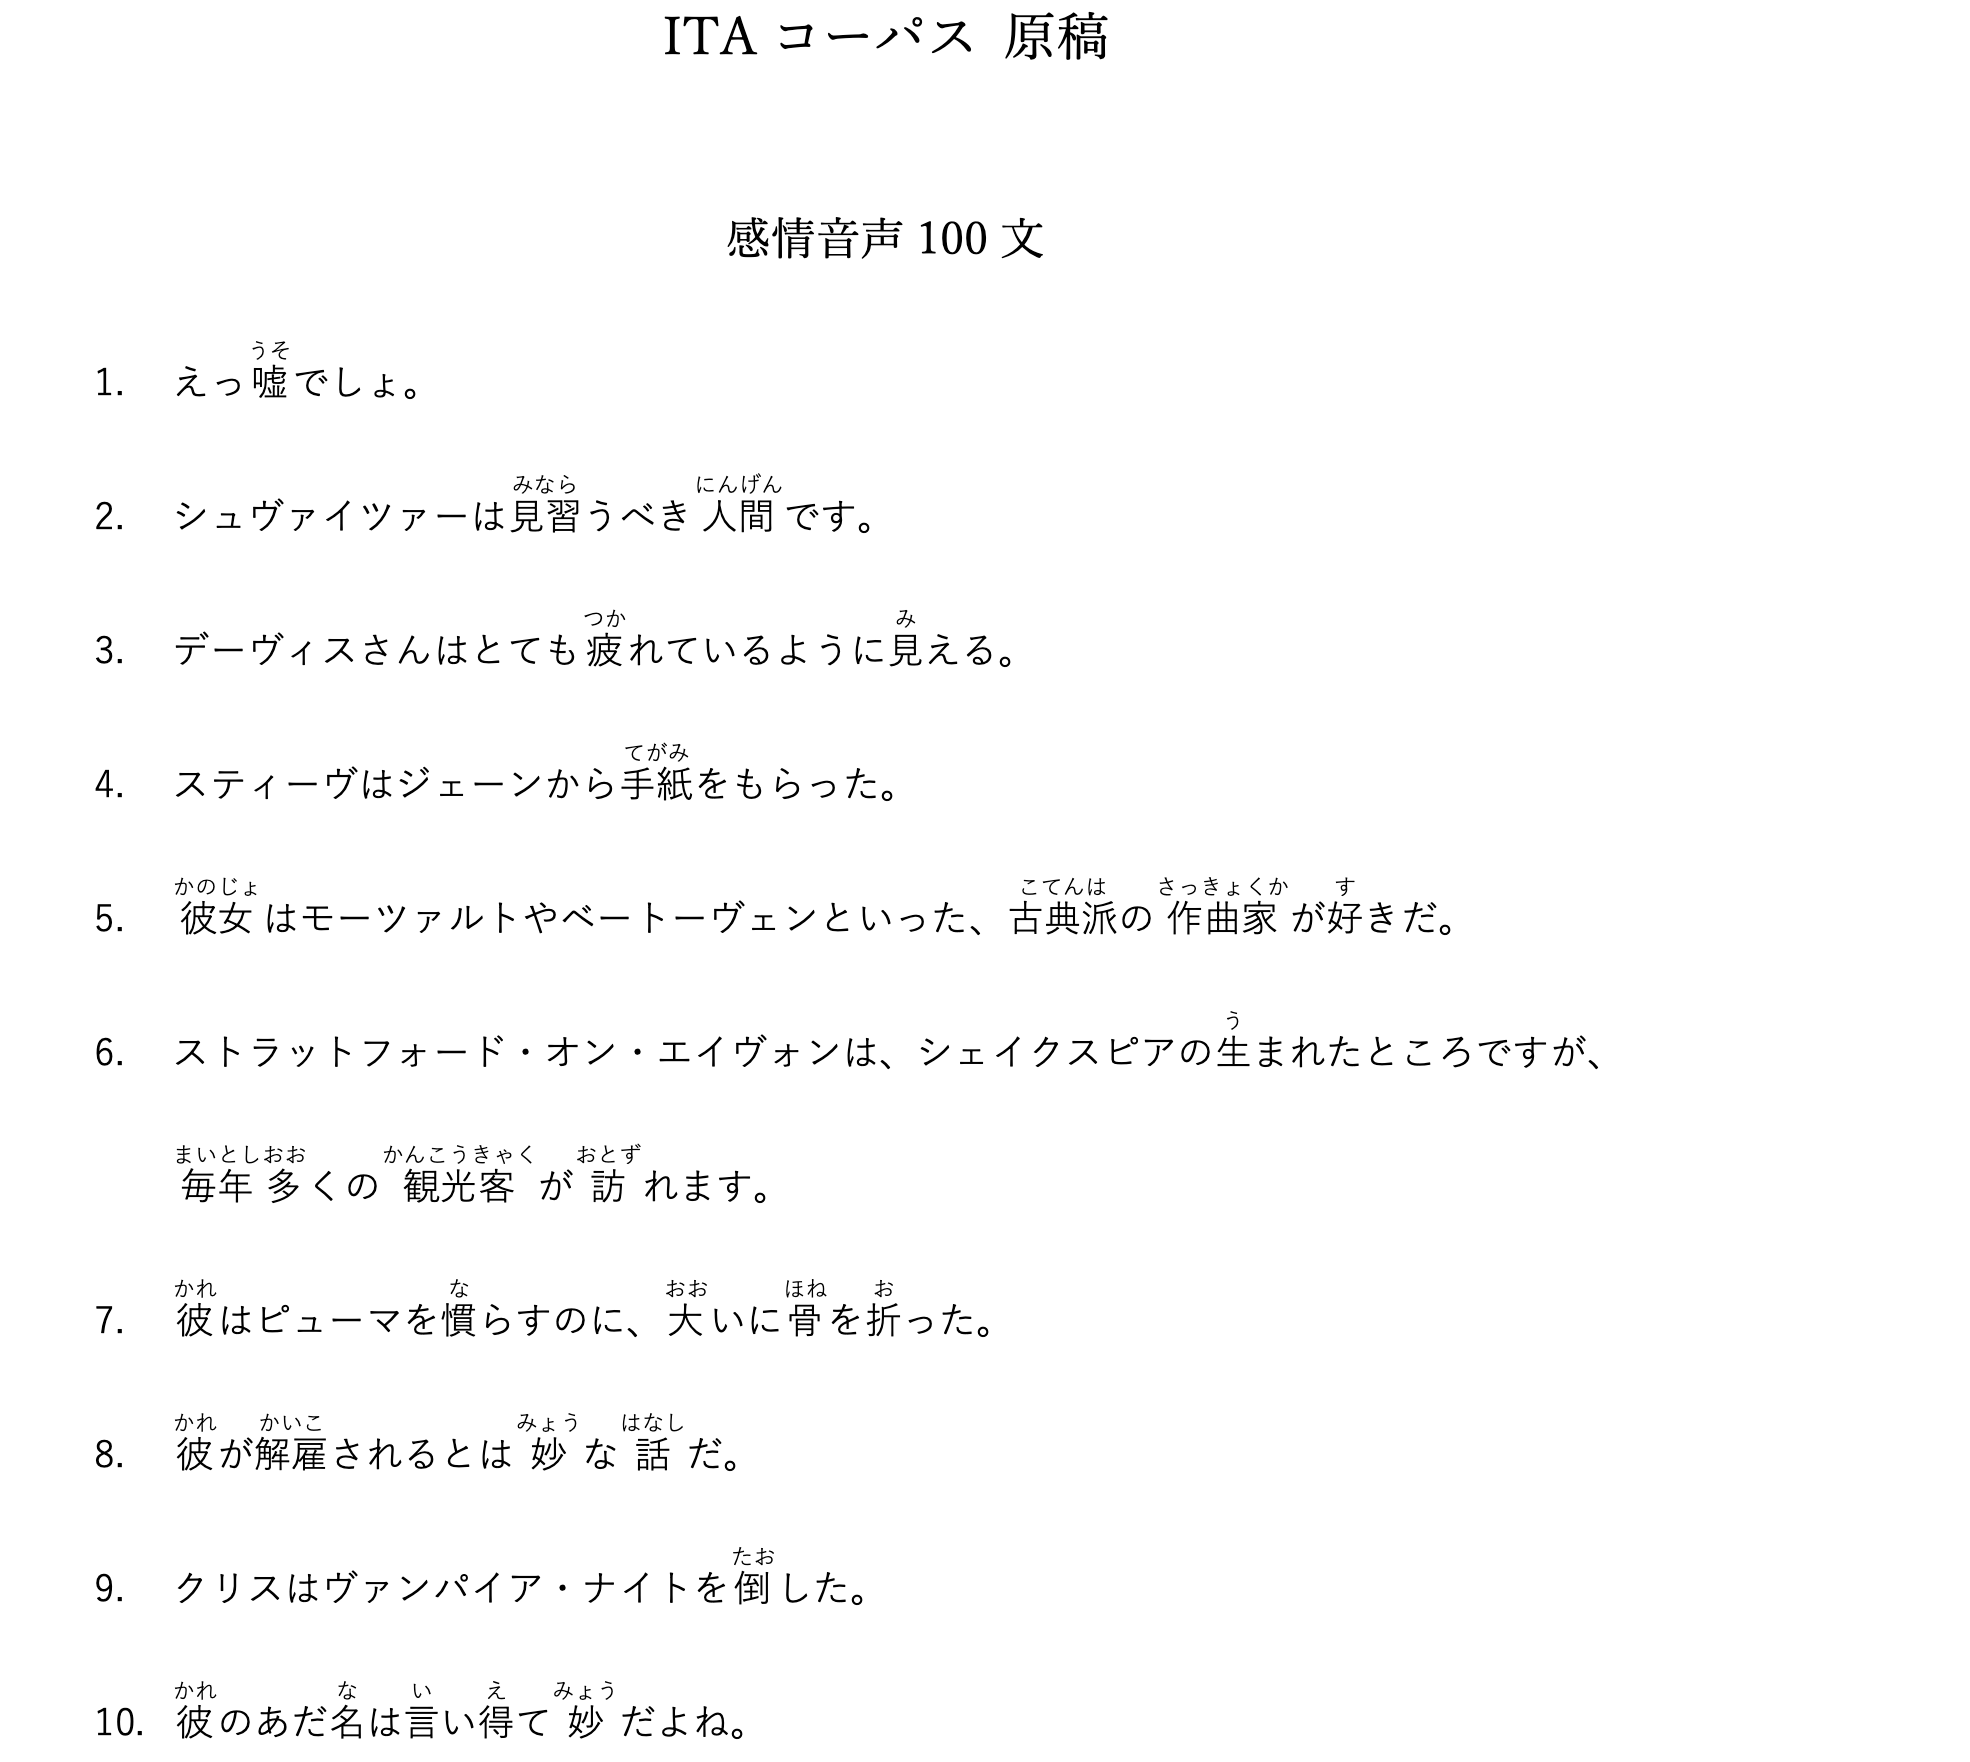 ITA コーパス 原稿
感情音声 100 文
うそ
1. えっ嘘でしょ。
みなら にんげん
2. シュヴァイツァーは見習うべき人間です。
つか み
3. デーヴィスさんはとても疲れているように見える。
てがみ
4. スティーヴはジェーンから手紙をもらった。
かのじょ こてんは さっきょくか す
5. 彼女はモーツァルトやベートーヴェンといった、古典派の作曲家が好きだ。
う
6. ストラットフォード・オン・エイヴォンは、シェイクスピアの生まれたところですが、
まいとしおお かんこうきゃく おとず
毎年多くの観光客が訪れます。
かれ な おお ほね お
7. 彼はピューマを慣らすのに、大いに骨を折った。
かれ かいこ みょう はなし
8. 彼が解雇されるとは妙な話だ。
たお
9. クリスはヴァンパイア・ナイトを倒した。
かれ な い え みょう
10. 彼のあだ名は言い得て妙だよね。